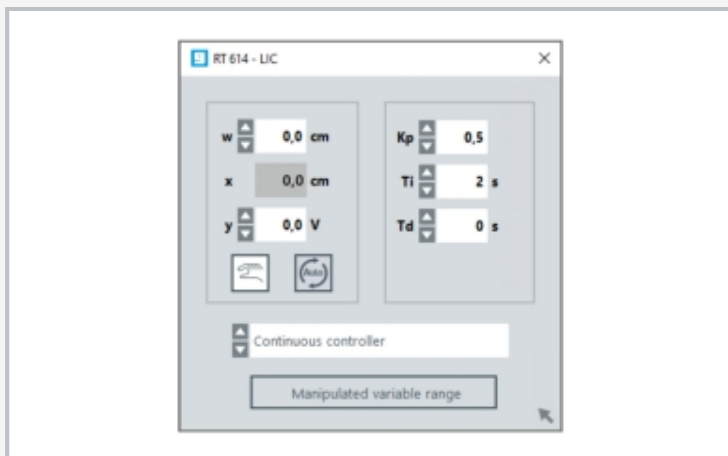 RT 614 - LIC
w 0,0 cm
x 0,0 cm
y 0,0 V
Auto
Kp 0,5
Ti 2 s
Td 0 s
Continuous controller
Manipulated variable range